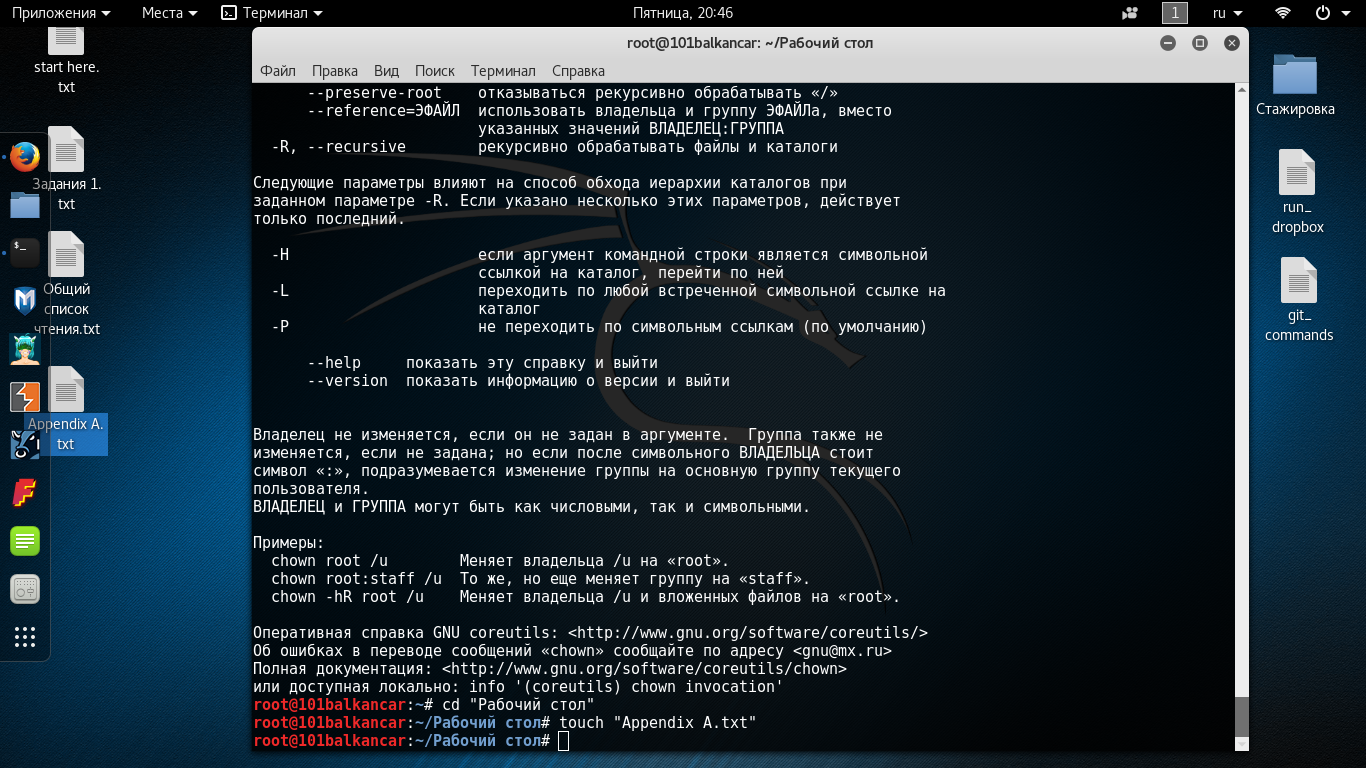 Приложения Места Терминал Пятница, 20:46 1 ru
start here.
txt
Задания 1.
txt
Общий
список
чтения.txt
Appendix A.
txt
root@101balkancar: ~/Рабочий стол
Файл Правка Вид Поиск Терминал Справка
--preserve-root отказываться рекурсивно обрабатывать «/»
--reference=ЭФАЙЛ использовать владельца и группу ЭФАЙЛа, вместо
указанных значений ВЛАДЕЛЕЦ:ГРУППА
-R, --recursive рекурсивно обрабатывать файлы и каталоги
Следующие параметры влияют на способ обхода иерархии каталогов при
заданном параметре -R. Если указано несколько этих параметров, действует
только последний.
-H если аргумент командной строки является символьной
ссылкой на каталог, перейти по ней
-L переходить по любой встреченной символьной ссылке на
каталог
-P не переходить по символьным ссылкам (по умолчанию)
--help показать эту справку и выйти
--version показать информацию о версии и выйти
Владелец не изменяется, если он не задан в аргументе. Группа также не
изменяется, если не задана; но если после символьного ВЛАДЕЛЬЦА стоит
символ «:», подразумевается изменение группы на основную группу текущего
пользователя.
ВЛАДЕЛЕЦ и ГРУППА могут быть как числовыми, так и символьными.
Примеры:
chown root /u Меняет владельца /u на «root».
chown root:staff /u То же, но еще меняет группу на «staff».
chown -hR root /u Меняет владельца /u и вложенных файлов на «root».
Оперативная справка GNU coreutils: <http://www.gnu.org/software/coreutils/>
Об ошибках в переводе сообщений «chown» сообщайте по адресу <gnu@mx.ru>
Полная документация: <http://www.gnu.org/software/coreutils/chown>
или доступная локально: info '(coreutils) chown invocation'
root@101balkancar:~# cd "Рабочий стол"
root@101balkancar:~/Рабочий стол# touch "Appendix A.txt"
root@101balkancar:~/Рабочий стол#
Стажировка
run_
dropbox
git_
commands